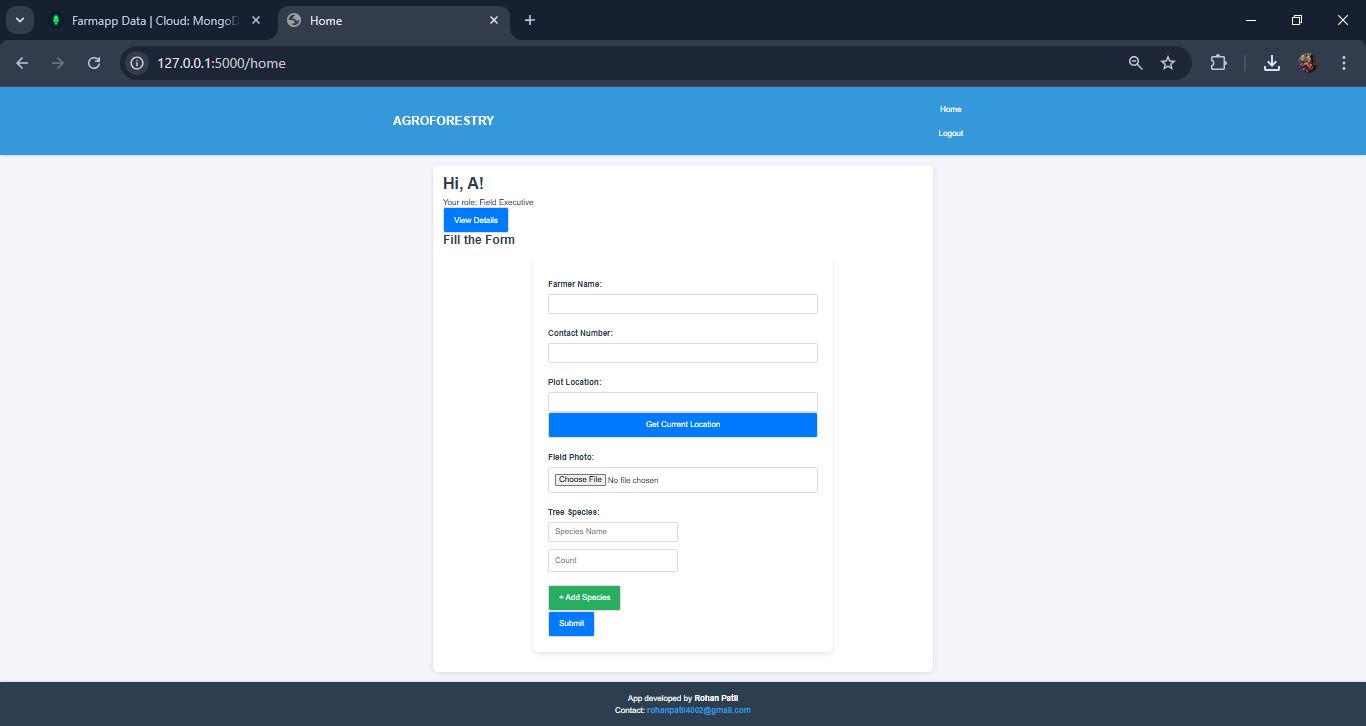 Farmapp Data | Cloud: MongoD
Home
127.0.0.1:5000/home
AGROFORESTRY
Home
Logout
Hi, A!
Your role: Field Executive
View Details
Fill the Form
Farmer Name:
Contact Number:
Plot Location:
Get Current Location
Field Photo:
Choose File No file chosen
Tree Species:
Species Name
Count
+ Add Species
Submit
App developed by Rohan Patil
Contact: rohanpatil4002@gmail.com